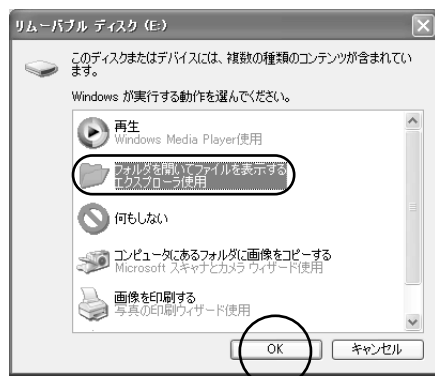 リムーバブル ディスク (E:)
このディスクまたはデバイスには、複数の種類のコンテンツが含まれてい
ます。
Windows が実行する動作を選んでください。
再生
Windows Media Player使用
フォルダを開いてファイルを表示する
エクスプローラ使用
何もしない
コンピュータにあるフォルダに画像をコピーする
Microsoft スキャナとカメラ ウィザード使用
画像を印刷する
写真の印刷ウィザード使用
OK
キャンセル